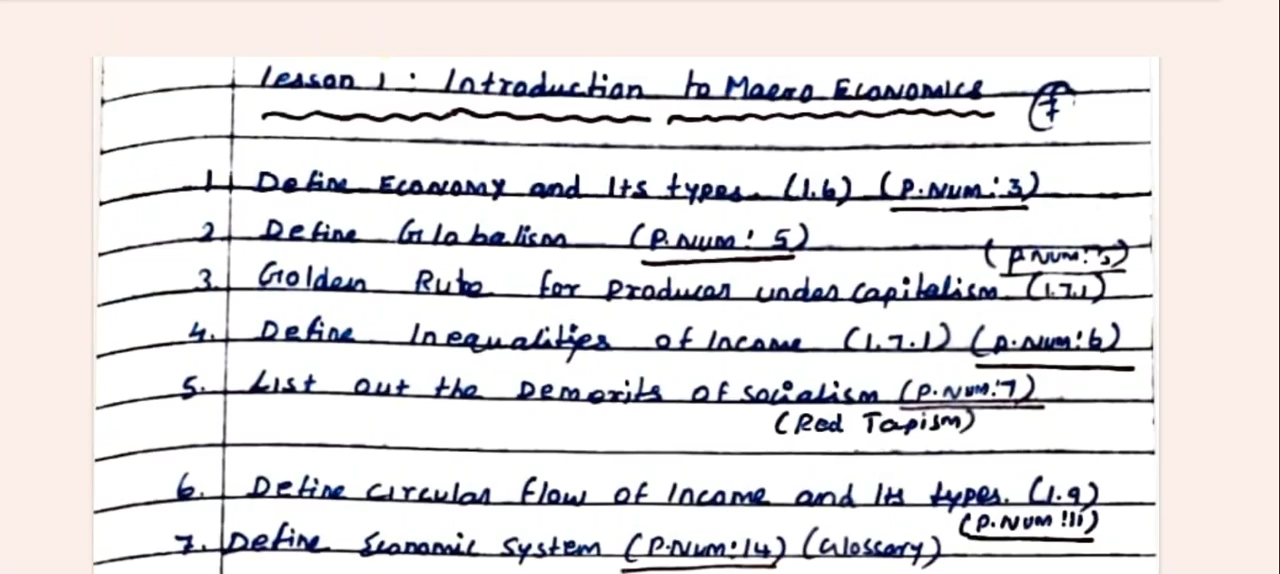 Lesson 1 : Introduction to Macro Economics 7
1. Define Economy and Its types. (1.6) (P.Num: 3)
2. Define Globalism (P.Num: 5)
(P.Num: 5)
3. Golden Rule for Producer under capitalism (1.7.1)
4. Define Inequalities of Income (1.7.1) (P.Num: 6)
5. List out the Demerits of socialism (P.Num: 7)
(Red Tapism)
6. Define circular flow of Income and Its types. (1.9)
(P.Num: 11)
7. Define Economic System (P.Num: 14) (Glossary)